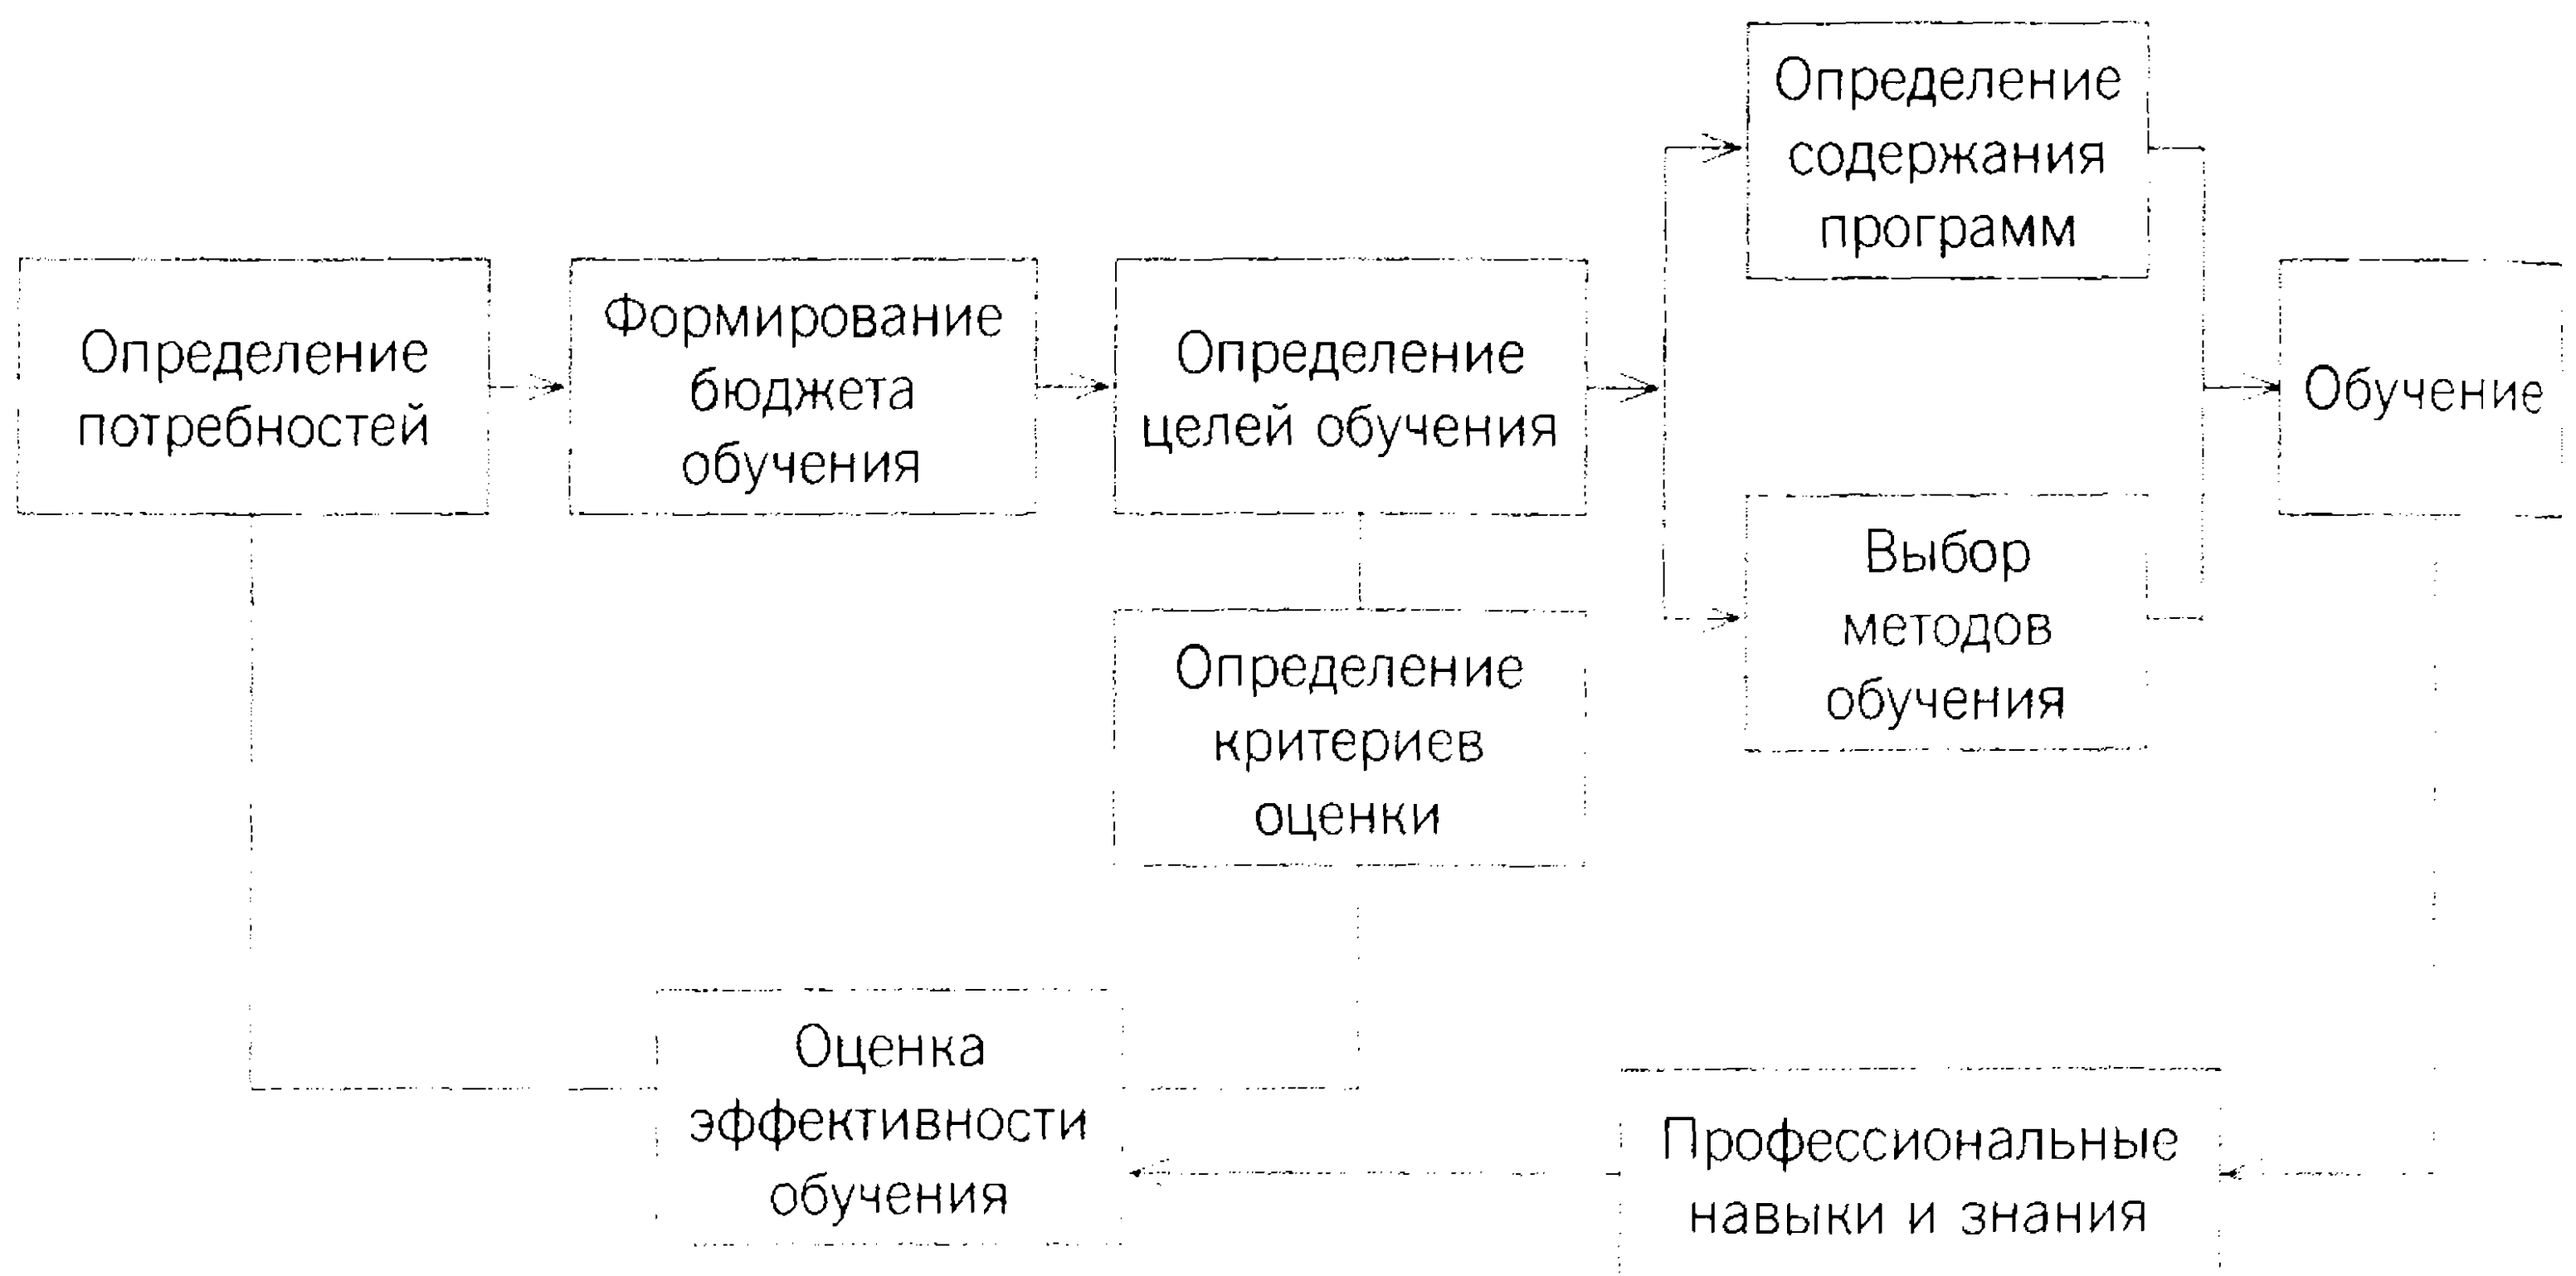 Определение
потребностей
Формирование
бюджета
обучения
Определение
целей обучения
Определение
содержания
программ
Выбор
методов
обучения
Обучение
Определение
критериев
оценки
Оценка
эффективности
обучения
Профессиональные
навыки и знания